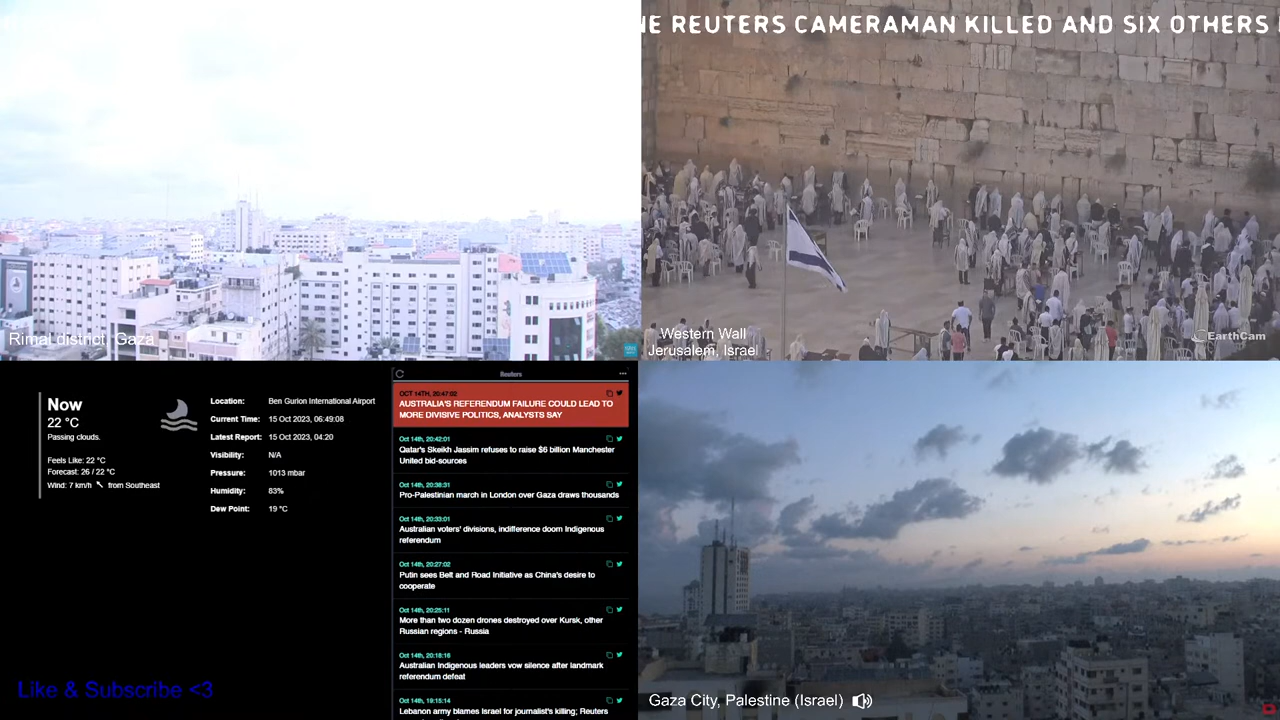 NE REUTERS CAMERAMAN KILLED AND SIX OTHERS
Rimal district, Gaza
Western Wall
Jerusalem, Israel
EarthCam
Now
22 °C
Passing clouds.
Feels Like: 22 °C
Forecast: 26 / 22 °C
Wind: 7 km/h from Southeast
Location: Ben Gurion International Airport
Current Time: 15 Oct 2023, 06:49:08
Latest Report: 15 Oct 2023, 04:20
Visibility: N/A
Pressure: 1013 mbar
Humidity: 83%
Dew Point: 19 °C
Like & Subscribe <3
Reuters
OCT 14TH, 20:47:02
AUSTRALIA'S REFERENDUM FAILURE COULD LEAD TO
MORE DIVISIVE POLITICS, ANALYSTS SAY
Oct 14th, 20:42:01
Qatar's Skeikh Jassim refuses to raise $6 billion Manchester
United bid-sources
Oct 14th, 20:38:31
Pro-Palestinian march in London over Gaza draws thousands
Oct 14th, 20:33:01
Australian voters' divisions, indifference doom Indigenous
referendum
Oct 14th, 20:27:02
Putin sees Belt and Road Initiative as China's desire to
cooperate
Oct 14th, 20:25:11
More than two dozen drones destroyed over Kursk, other
Russian regions - Russia
Oct 14th, 20:18:16
Australian Indigenous leaders vow silence after landmark
referendum defeat
Oct 14th, 19:15:14
Lebanon army blames Israel for journalist's killing; Reuters
Gaza City, Palestine (Israel)